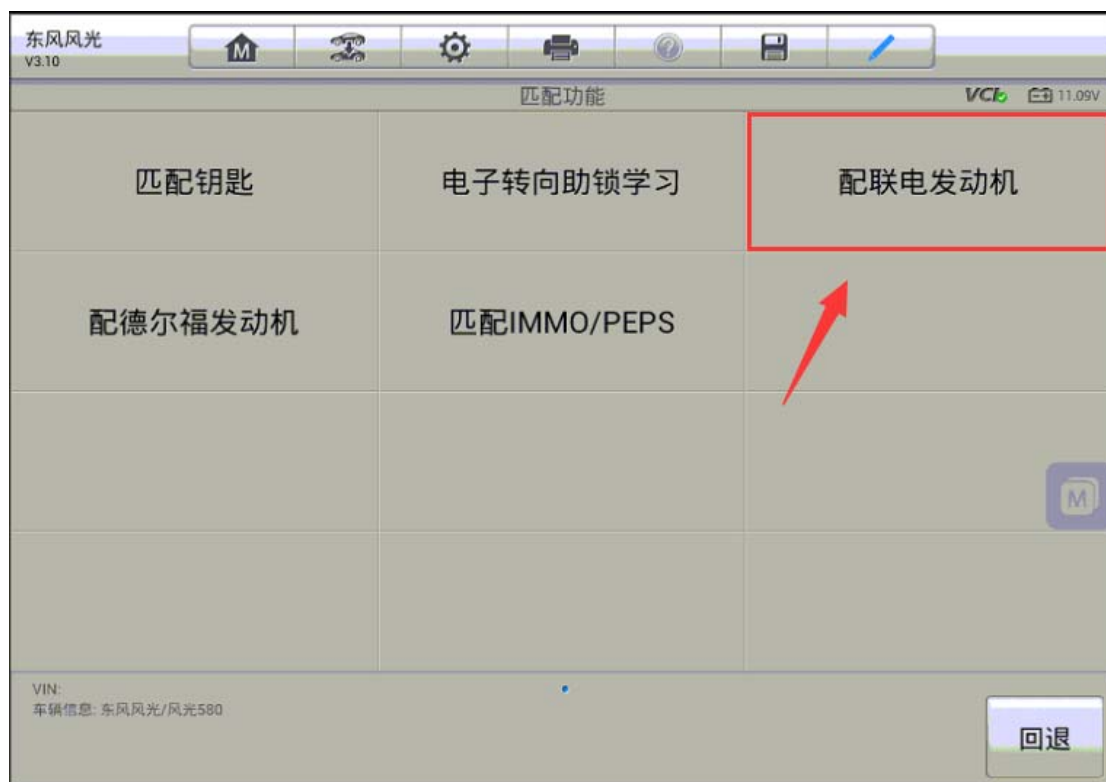 东风风光
V3.10
M
匹配功能
VCI
11.09V
匹配钥匙
电子转向助锁学习
配联电发动机
配德尔福发动机
匹配IMMO/PEPS
M
VIN:
车辆信息: 东风风光/风光580
回退